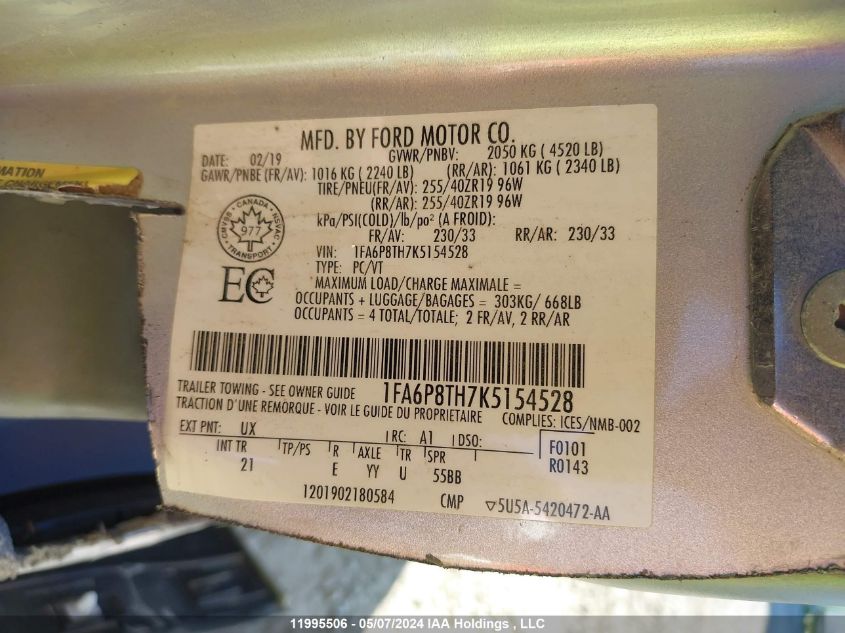 MATION
MFD. BY FORD MOTOR CO.
DATE: 02/19 GVWR/PNBV: 2050 KG ( 4520 LB)
GAWR/PNBE (FR/AV): 1016 KG ( 2240 LB) (RR/AR): 1061 KG ( 2340 LB)
TIRE/PNEU(FR/AV): 255/40ZR19 96W
(RR/AR): 255/40ZR19 96W
kPa/PSI(COLD)/lb/po² (A FROID):
FR/AV: 230/33 RR/AR: 230/33
CANADA
CMVSS NSVAC
977
TRANSPORT
VIN: 1FA6P8TH7K5154528
TYPE: PC/VT
EC
MAXIMUM LOAD/CHARGE MAXIMALE =
OCCUPANTS + LUGGAGE/BAGAGES = 303KG/ 668LB
OCCUPANTS = 4 TOTAL/TOTALE; 2 FR/AV, 2 RR/AR
TRAILER TOWING - SEE OWNER GUIDE 1FA6P8TH7K5154528
TRACTION D'UNE REMORQUE - VOIR LE GUIDE DU PROPRIETAIRE COMPLIES: ICES/NMB-002
EXT PNT: UX RC: A1 DSO: F0101
INT TR TP/PS R AXLE TR SPR R0143
21 E YY U 55BB
1201902180584 CMP ▽5U5A-5420472-AA
11995506 - 05/07/2024 IAA Holdings , LLC